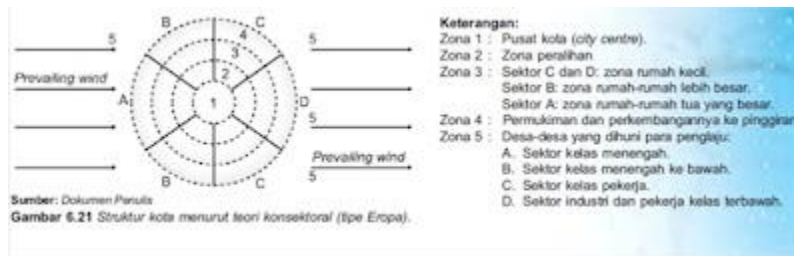 B
C
5
4
5
3
2
Prevailing wind
A
1
D
5
Prevailing wind
B
C
5
Sumber: Dokumen Penulis
Gambar 6.21 Struktur kota menurut teori konsektoral (tipe Eropa).
Keterangan:
Zona 1 : Pusat kota (city centre).
Zona 2 : Zona peralihan
Zona 3 : Sektor C dan D: zona rumah kecil.
Sektor B: zona rumah-rumah lebih besar.
Sektor A: zona rumah-rumah tua yang besar.
Zona 4 : Permukiman dan perkembangannya ke pinggiran
Zona 5 : Desa-desa yang dihuni para penglaju:
A. Sektor kelas menengah.
B. Sektor kelas menengah ke bawah.
C. Sektor kelas pekerja.
D. Sektor industri dan pekerja kelas terbawah.